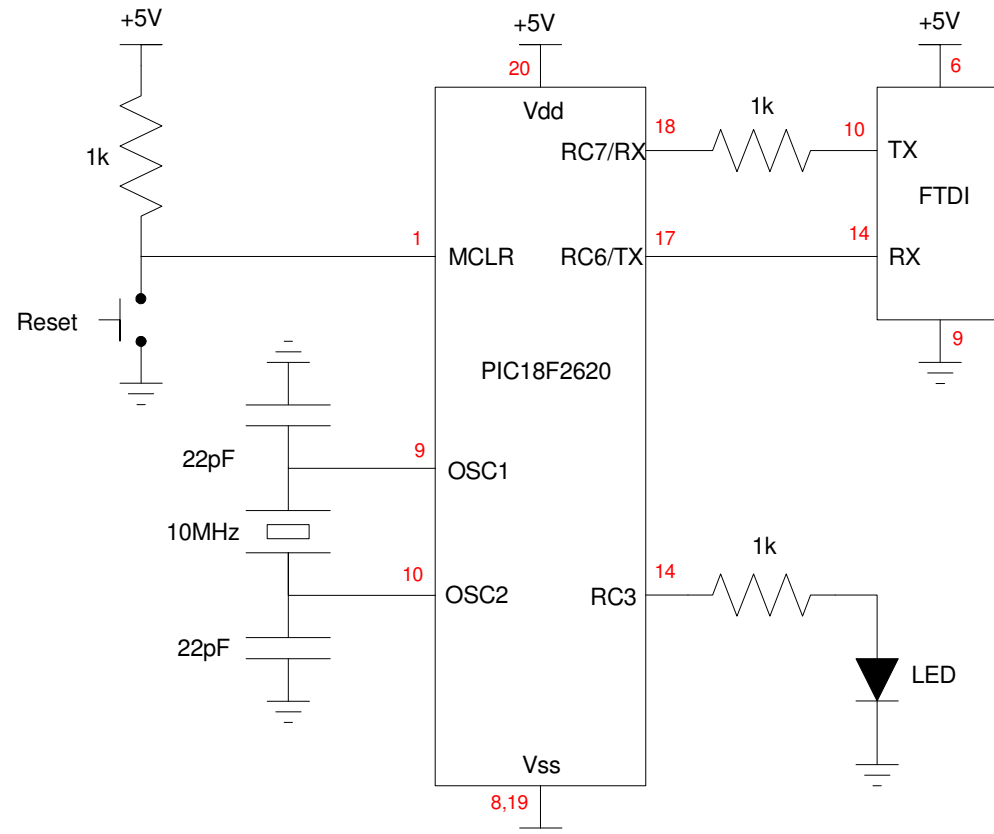 +5V
+5V
+5V
20
6
Vdd
1k
18
1k
10
RC7/RX
TX
FTDI
1
17
14
MCLR
RC6/TX
RX
Reset
9
PIC18F2620
22pF
9
OSC1
10MHz
1k
10
14
OSC2
RC3
22pF
LED
Vss
8,19